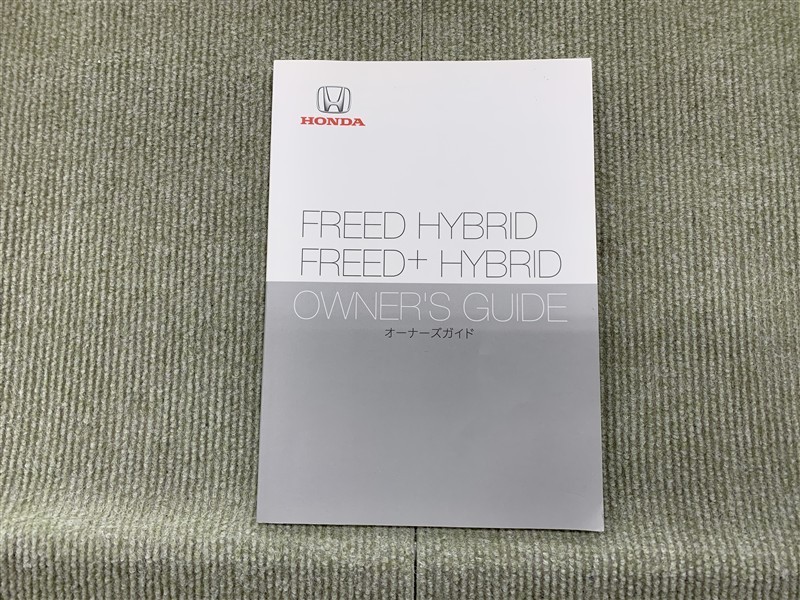 HONDA
FREED HYBRID
FREED+ HYBRID
OWNER'S GUIDE
オーナーズガイド